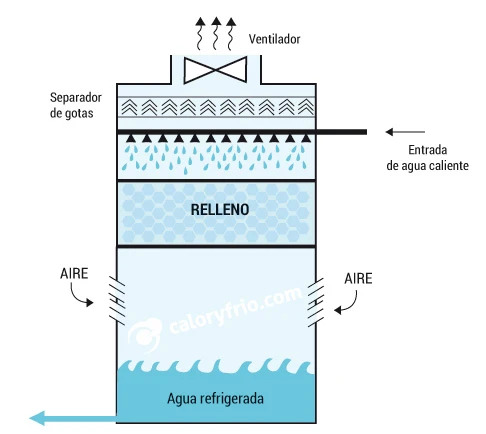 Ventilador
Separador
de gotas
Entrada
de agua caliente
RELLENO
AIRE
AIRE
caloryfrio.com
Agua refrigerada